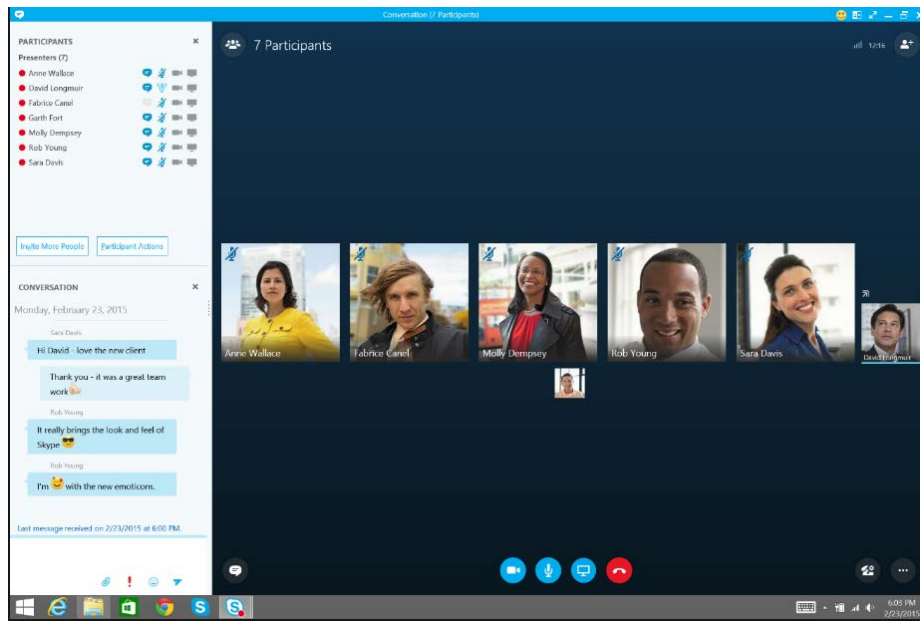 Conversation (7 Participants)
PARTICIPANTS
Presenters (7)
Anne Wallace
David Longmuir
Fabrice Canel
Garth Fort
Molly Dempsey
Rob Young
Sara Davis
Invite More People
Participant Actions
CONVERSATION
Monday, February 23, 2015
Sara Davis
Hi David - love the new client
Thank you - it was a great team
work
Rob Young
It really brings the look and feel of
Skype
Rob Young
I'm with the new emoticons.
Last message received on 2/23/2015 at 6:00 PM.
7 Participants
12:16
Anne Wallace
Fabrice Canel
Molly Dempsey
Rob Young
Sara Davis
David Longmuir
6:03 PM
2/23/2015